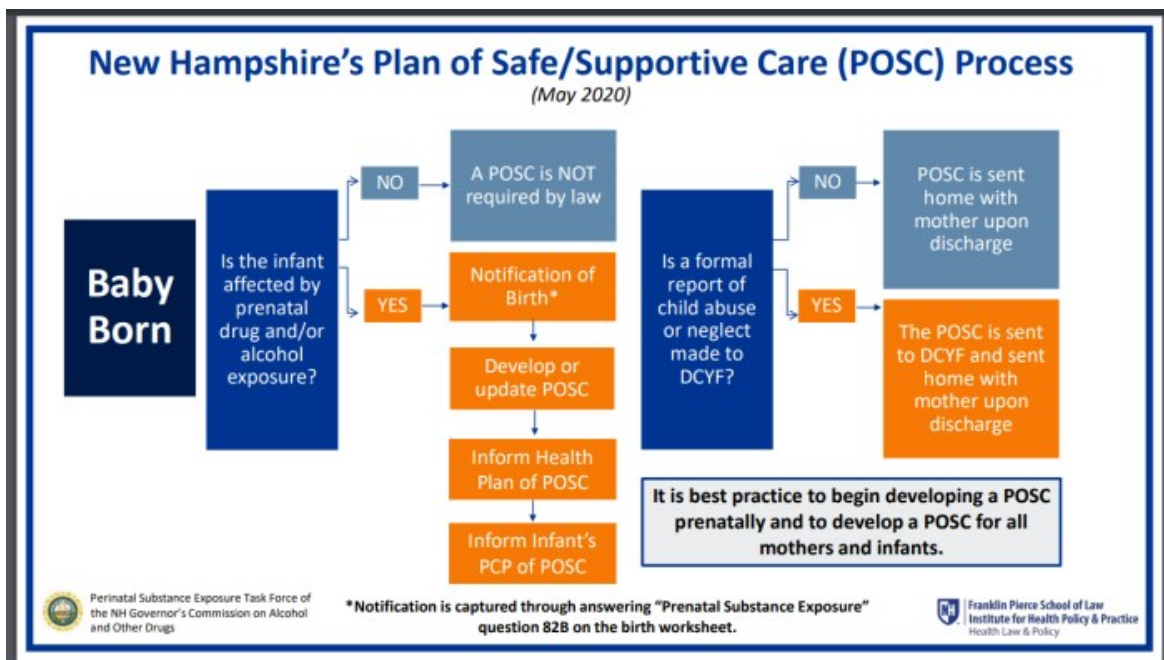 New Hampshire's Plan of Safe/Supportive Care (POSC) Process
(May 2020)
Baby
Born
Is the infant
affected by
prenatal
drug and/or
alcohol
exposure?
NO
A POSC is NOT
required by law
YES
Notification of
Birth*
Develop or
update POSC
Inform Health
Plan of POSC
Inform Infant's
PCP of POSC
Is a formal
report of
child abuse
or neglect
made to
DCYF?
NO
POSC is sent
home with
mother upon
discharge
YES
The POSC is sent
to DCYF and sent
home with
mother upon
discharge
It is best practice to begin developing a POSC
prenatally and to develop a POSC for all
mothers and infants.
Perinatal Substance Exposure Task Force of
the NH Governor's Commission on Alcohol
and Other Drugs
*Notification is captured through answering "Prenatal Substance Exposure"
question 82B on the birth worksheet.
NH
Franklin Pierce School of Law
Institute for Health Policy & Practice
Health Law & Policy